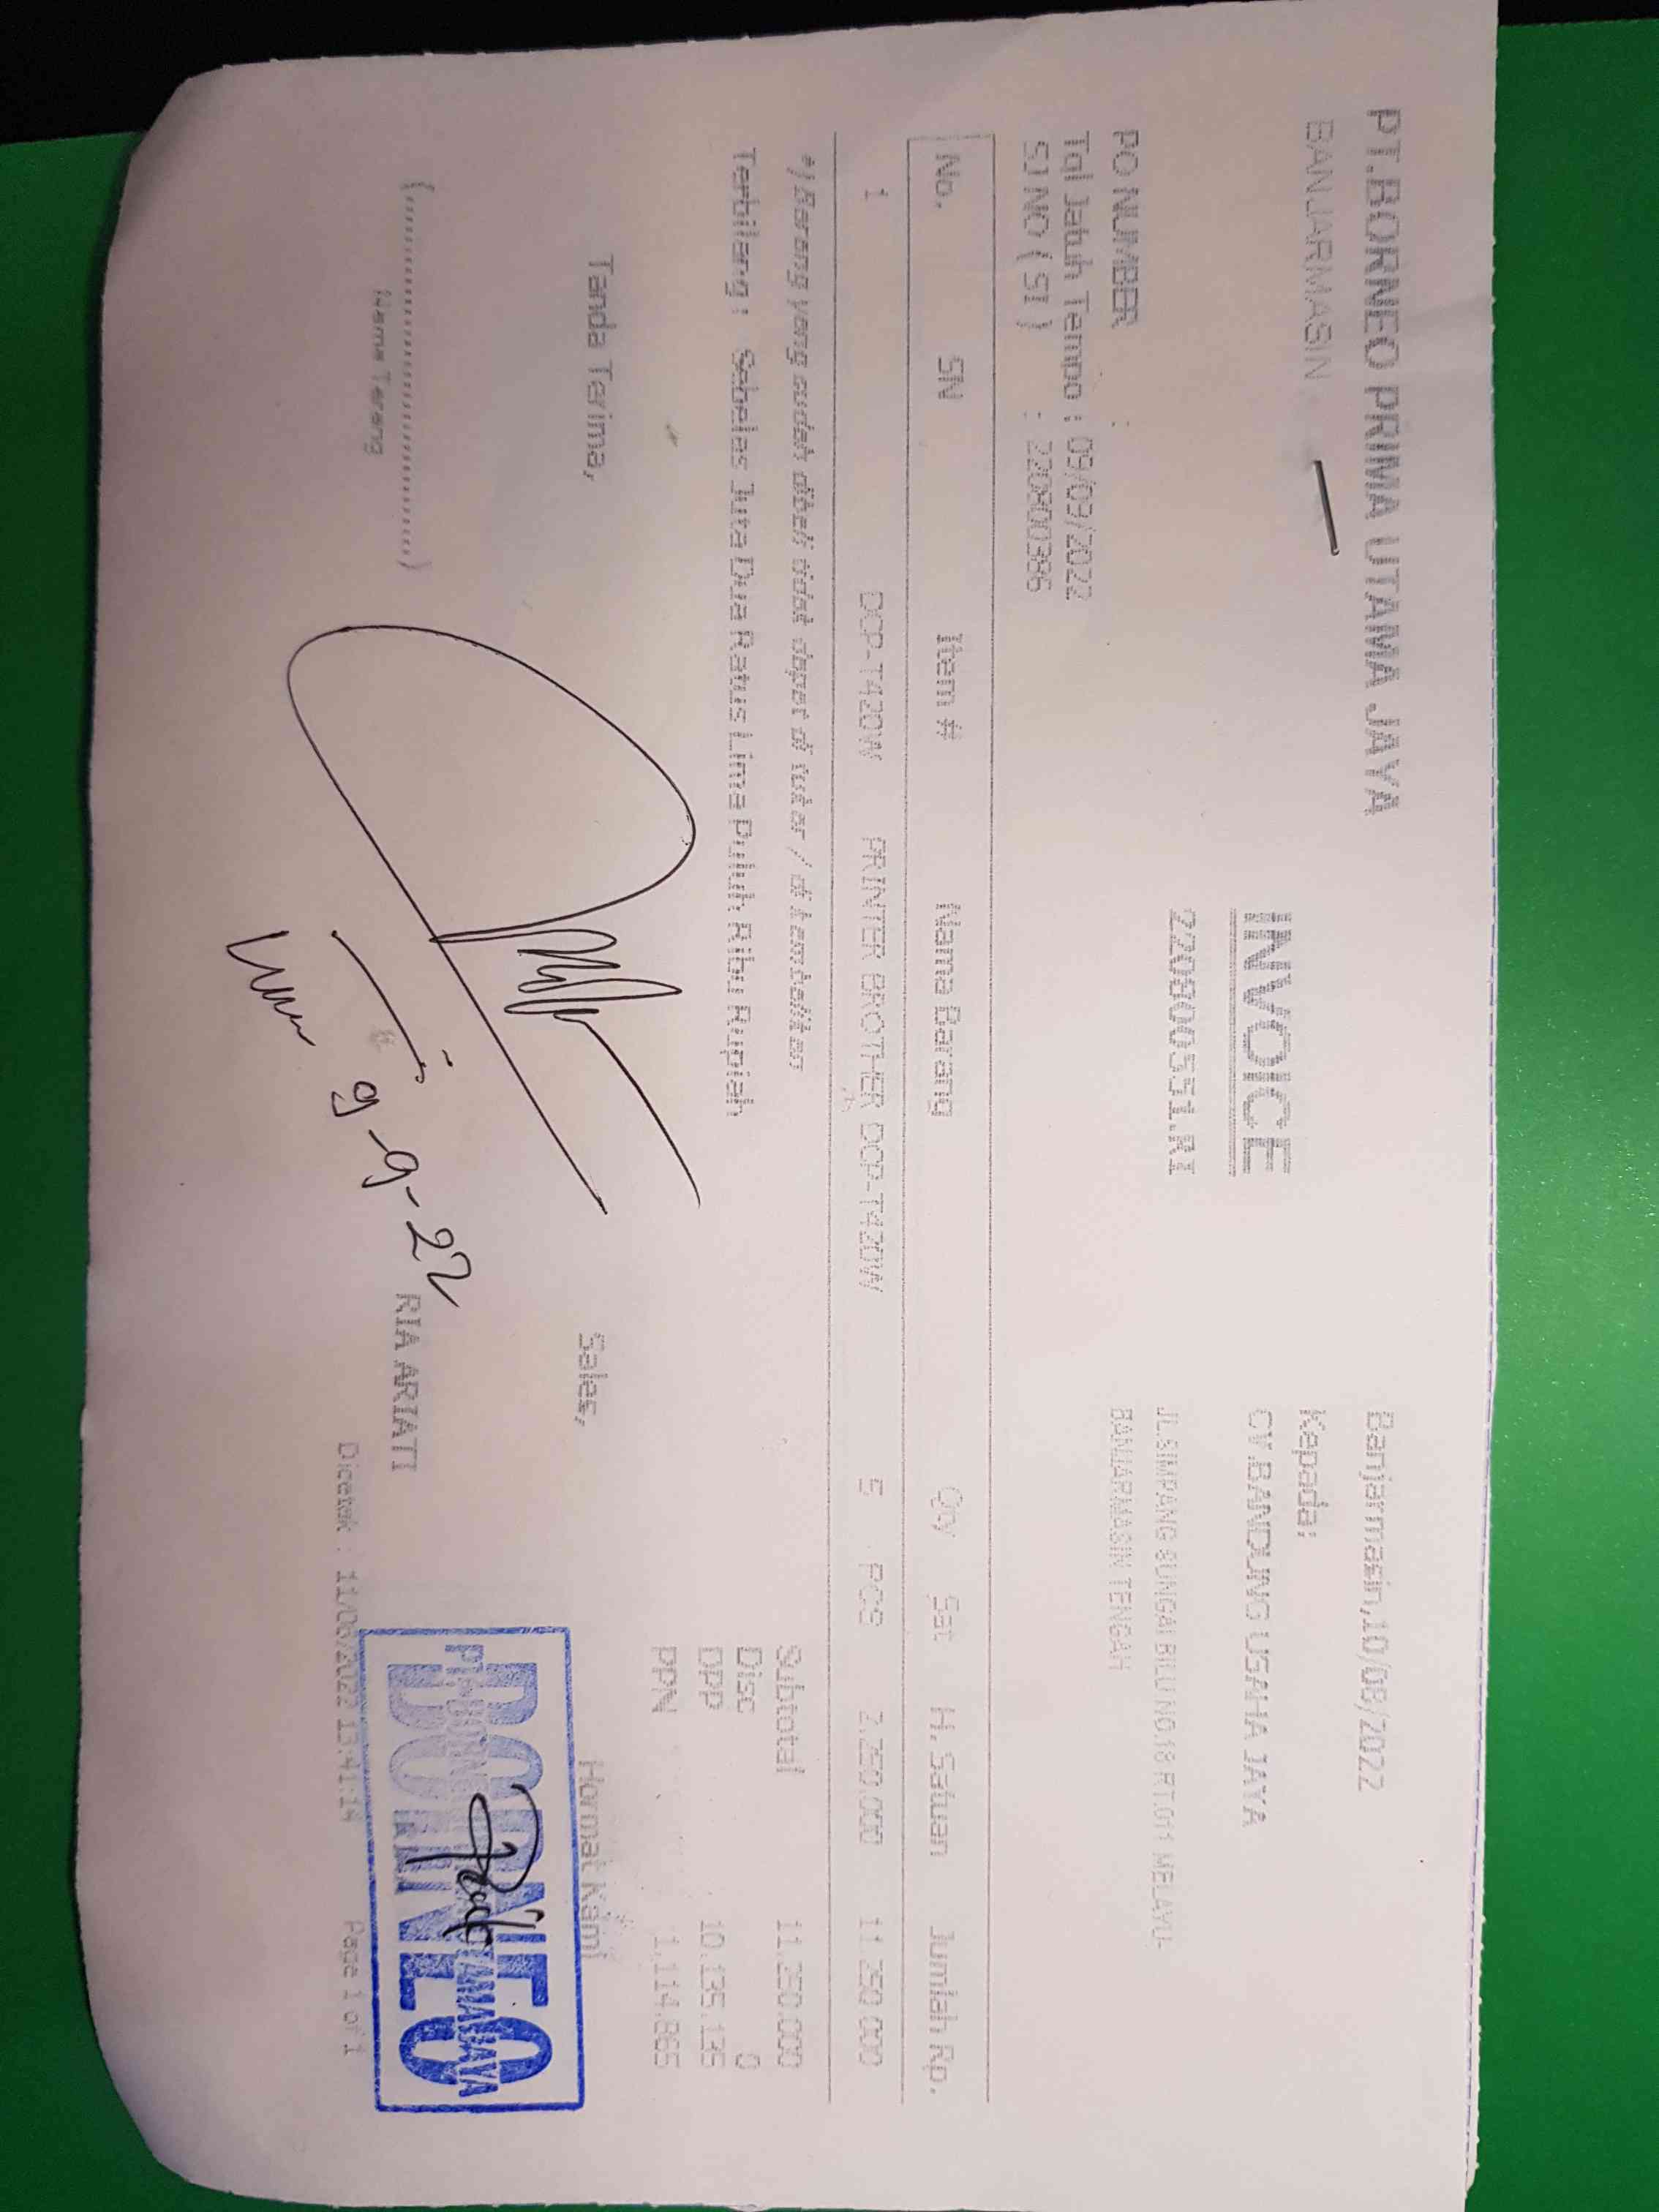 PT.BORNEO PRIMA UTAMA JAYA
BANJARMASIN
INVOICE
220800551.RI
Banjarmasin,10/08/2022
Kepada:
CV.BANDUNG USAHA JAYA
JL.SIMPANG SUNGAI BILU NO.18 RT.011 MELAYU-
BANJARMASIN TENGAH
PO NUMBER :
Tgl Jatuh Tempo : 09/09/2022
SJ NO ( SI ) : 220800386
No. SN Item # Nama Barang Qty Sat H. Satuan Jumlah Rp.
1 DCP-T420W PRINTER BROTHER DCP-T420W 5 PCS 2.250.000 11.250.000
*) Barang yang sudah dibeli tidak dapat di tukar / di kembalikan
Terbilang : Sebelas Juta Dua Ratus Lima Puluh Ribu Rupiah
Subtotal 11.250.000
Disc 0
DPP 10.135.135
PPN 1.114.865
Tanda Terima,
Sales,
Hormat Kami
(..............................)
Nama Terang
9-9-22
RIA ARIATI
BORNEO
Dicetak : 11/08/2022 13:41:14 Page 1 of 1